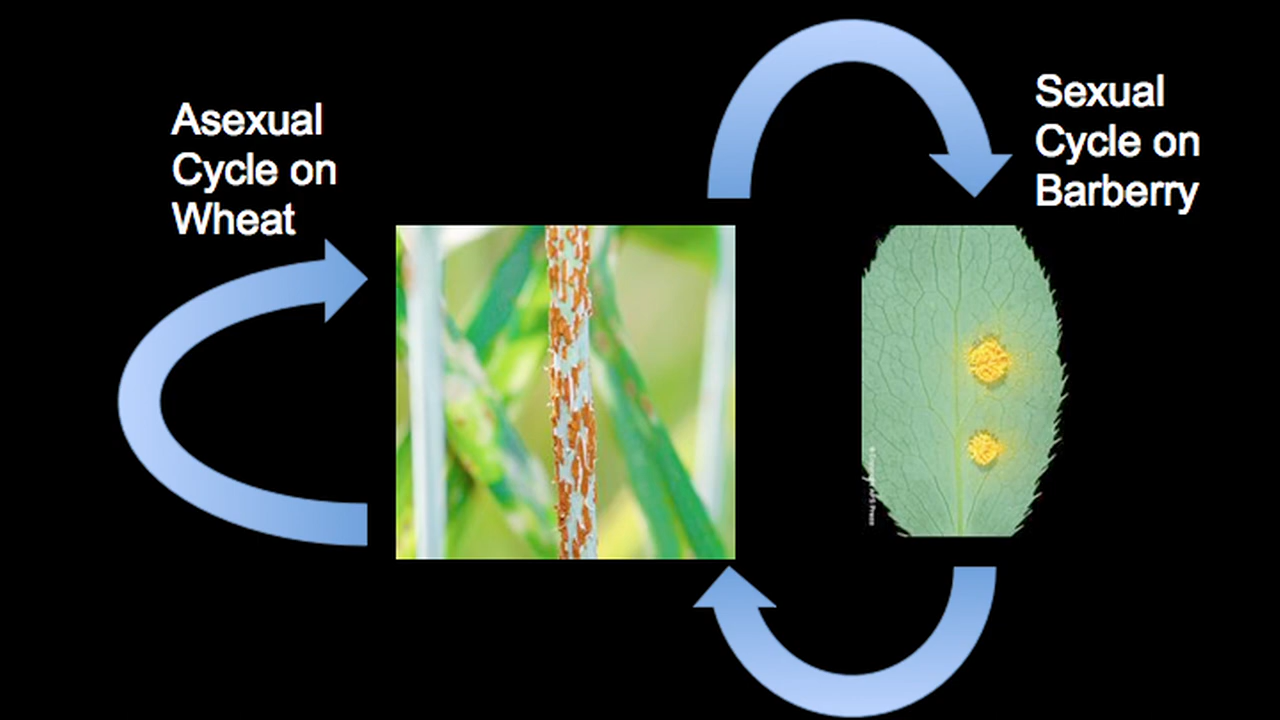 Asexual
Cycle on
Wheat
Sexual
Cycle on
Barberry